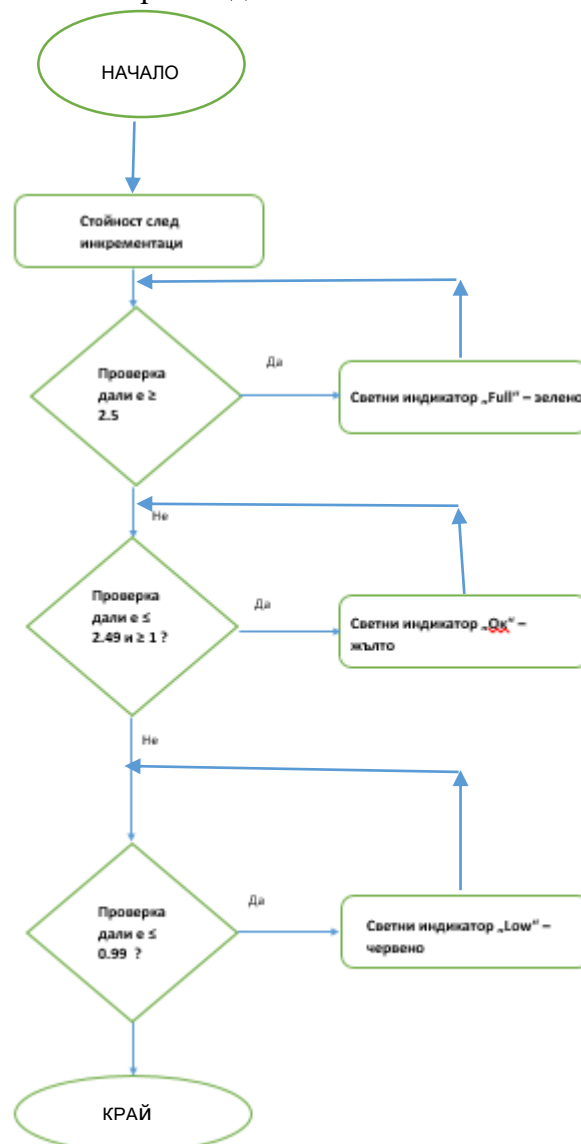 НАЧАЛО
Стойност след
инкрементаци
Проверка
дали е ≥
2.5
Да
Светни индикатор „Full“ – зелено
Не
Проверка
дали е ≤
2.49 и ≥ 1 ?
Да
Светни индикатор „Ок“ –
жълто
Не
Проверка
дали е ≤
0.99 ?
Да
Светни индикатор „Low“ –
червено
КРАЙ